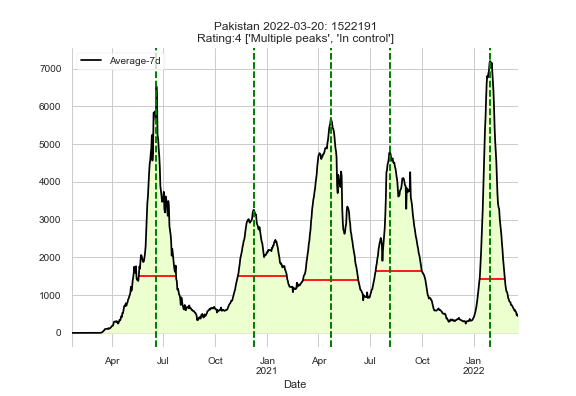 Pakistan 2022-03-20: 1522191
Rating:4 ['Multiple peaks', 'In control']
Average-7d
7000
6000
5000
4000
3000
2000
1000
0
Apr Jul Oct Jan Apr Jul Oct Jan
2021 2022
Date